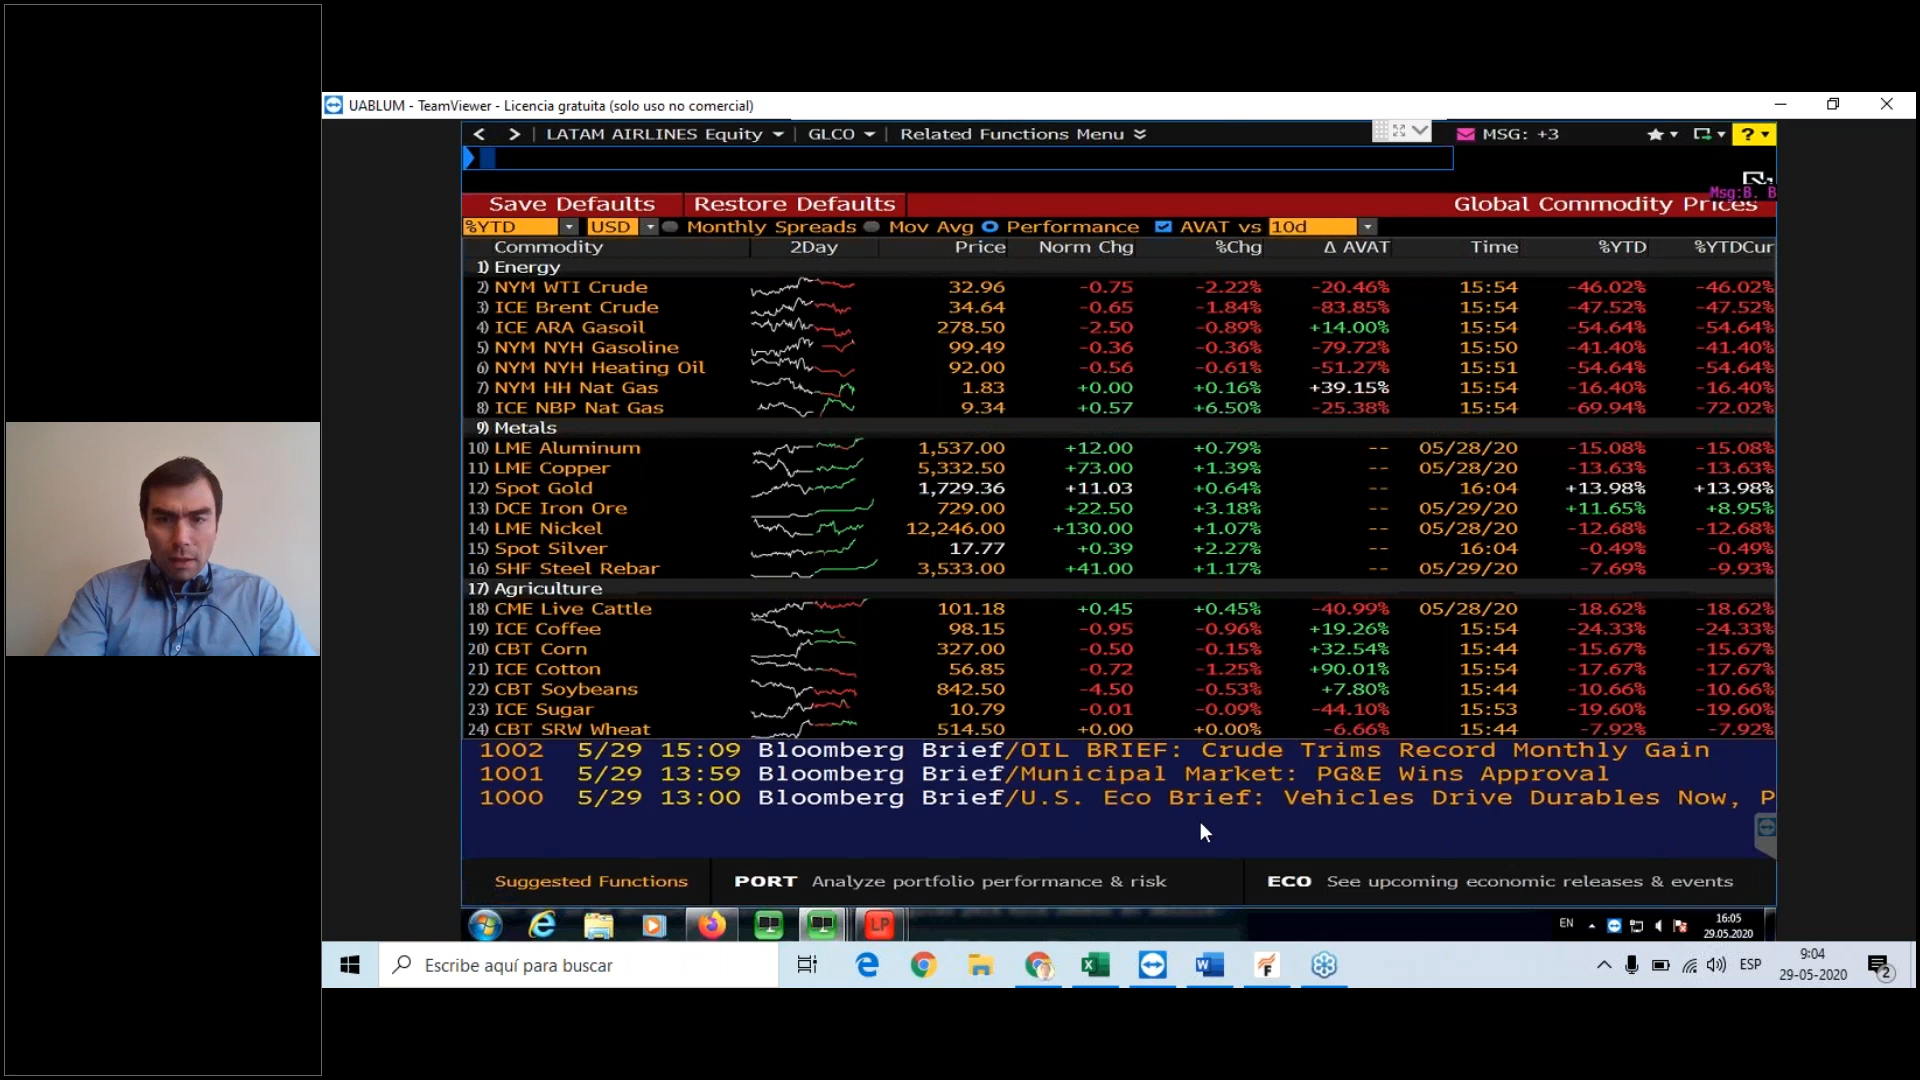 UABLUM - TeamViewer - Licencia gratuita (solo uso no comercial)
< > LATAM AIRLINES Equity GLCO Related Functions Menu MSG: +3 ?
Msg:B. B
Save Defaults Restore Defaults Global Commodity Prices
%YTD USD Monthly Spreads Mov Avg Performance AVAT vs 10d
Commodity 2Day Price Norm Chg %Chg Δ AVAT Time %YTD %YTDCur
1) Energy
2) NYM WTI Crude 32.96 -0.75 -2.22% -20.46% 15:54 -46.02% -46.02%
3) ICE Brent Crude 34.64 -0.65 -1.84% -83.85% 15:54 -47.52% -47.52%
4) ICE ARA Gasoil 278.50 -2.50 -0.89% +14.00% 15:54 -54.64% -54.64%
5) NYM NYH Gasoline 99.49 -0.36 -0.36% -79.72% 15:50 -41.40% -41.40%
6) NYM NYH Heating Oil 92.00 -0.56 -0.61% -51.27% 15:51 -54.64% -54.64%
7) NYM HH Nat Gas 1.83 +0.00 +0.16% +39.15% 15:54 -16.40% -16.40%
8) ICE NBP Nat Gas 9.34 +0.57 +6.50% -25.38% 15:54 -69.94% -72.02%
9) Metals
10) LME Aluminum 1,537.00 +12.00 +0.79% -- 05/28/20 -15.08% -15.08%
11) LME Copper 5,332.50 +73.00 +1.39% -- 05/28/20 -13.63% -13.63%
12) Spot Gold 1,729.36 +11.03 +0.64% -- 16:04 +13.98% +13.98%
13) DCE Iron Ore 729.00 +22.50 +3.18% -- 05/29/20 +11.65% +8.95%
14) LME Nickel 12,246.00 +130.00 +1.07% -- 05/28/20 -12.68% -12.68%
15) Spot Silver 17.77 +0.39 +2.27% -- 16:04 -0.49% -0.49%
16) SHF Steel Rebar 3,533.00 +41.00 +1.17% -- 05/29/20 -7.69% -9.93%
17) Agriculture
18) CME Live Cattle 101.18 +0.45 +0.45% -40.99% 05/28/20 -18.62% -18.62%
19) ICE Coffee 98.15 -0.95 -0.96% +19.26% 15:54 -24.33% -24.33%
20) CBT Corn 327.00 -0.50 -0.15% +32.54% 15:44 -15.67% -15.67%
21) ICE Cotton 56.85 -0.72 -1.25% +90.01% 15:54 -17.67% -17.67%
22) CBT Soybeans 842.50 -4.50 -0.53% +7.80% 15:44 -10.66% -10.66%
23) ICE Sugar 10.79 -0.01 -0.09% -44.10% 15:53 -19.60% -19.60%
24) CBT SRW Wheat 514.50 +0.00 +0.00% -6.66% 15:44 -7.92% -7.92%
1002 5/29 15:09 Bloomberg Brief/OIL BRIEF: Crude Trims Record Monthly Gain
1001 5/29 13:59 Bloomberg Brief/Municipal Market: PG&E Wins Approval
1000 5/29 13:00 Bloomberg Brief/U.S. Eco Brief: Vehicles Drive Durables Now, P
Suggested Functions PORT Analyze portfolio performance & risk ECO See upcoming economic releases & events
LP EN 16:05
29.05.2020
Escribe aquí para buscar ESP 9:04
29-05-2020
2